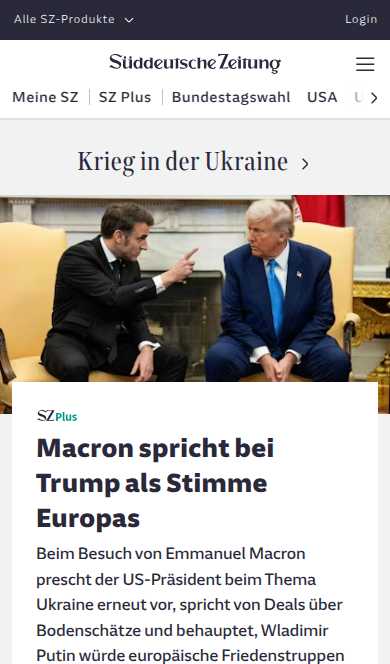 Alle SZ-Produkte
Login
Süddeutsche Zeitung
Meine SZ
SZ Plus
Bundestagswahl
USA
Krieg in der Ukraine
SZ Plus
Macron spricht bei
Trump als Stimme
Europas
Beim Besuch von Emmanuel Macron
prescht der US-Präsident beim Thema
Ukraine erneut vor, spricht von Deals über
Bodenschätze und behauptet, Wladimir
Putin würde europäische Friedenstruppen